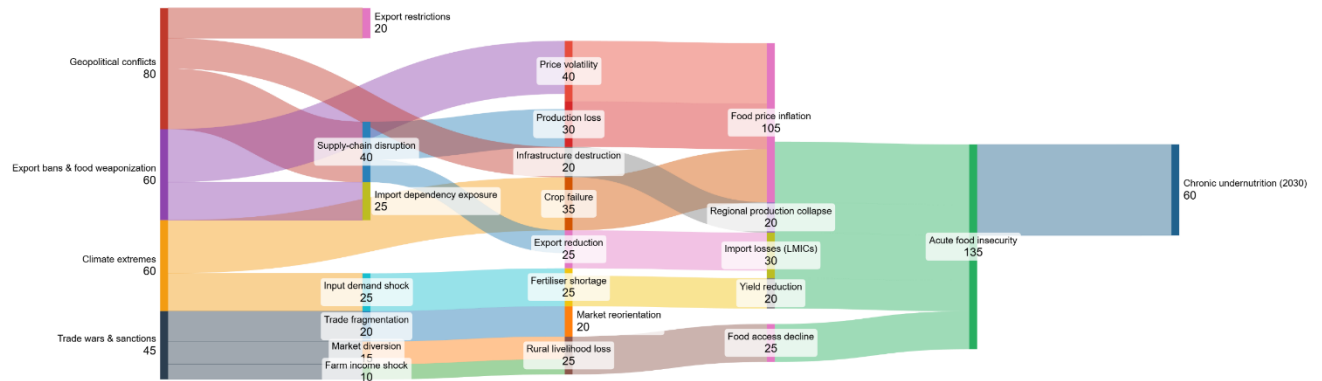 Geopolitical conflicts
80
Export bans & food weaponization
60
Climate extremes
60
Trade wars & sanctions
45
Export restrictions
20
Supply-chain disruption
40
Import dependency exposure
25
Input demand shock
25
Trade fragmentation
20
Market diversion
15
Farm income shock
10
Price volatility
40
Production loss
30
Infrastructure destruction
20
Crop failure
35
Export reduction
25
Fertiliser shortage
25
Market reorientation
20
Rural livelihood loss
25
Food price inflation
105
Regional production collapse
20
Import losses (LMICs)
30
Yield reduction
20
Food access decline
25
Acute food insecurity
135
Chronic undernutrition (2030)
60